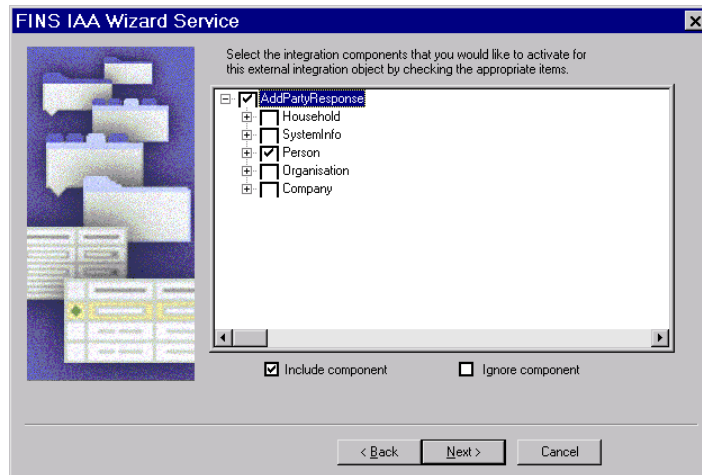 FINS IAA Wizard Service
Select the integration components that you would like to activate for
this external integration object by checking the appropriate items.
AddPartyResponse
Household
SystemInfo
Person
Organisation
Company
Include component
Ignore component
< Back
Next >
Cancel